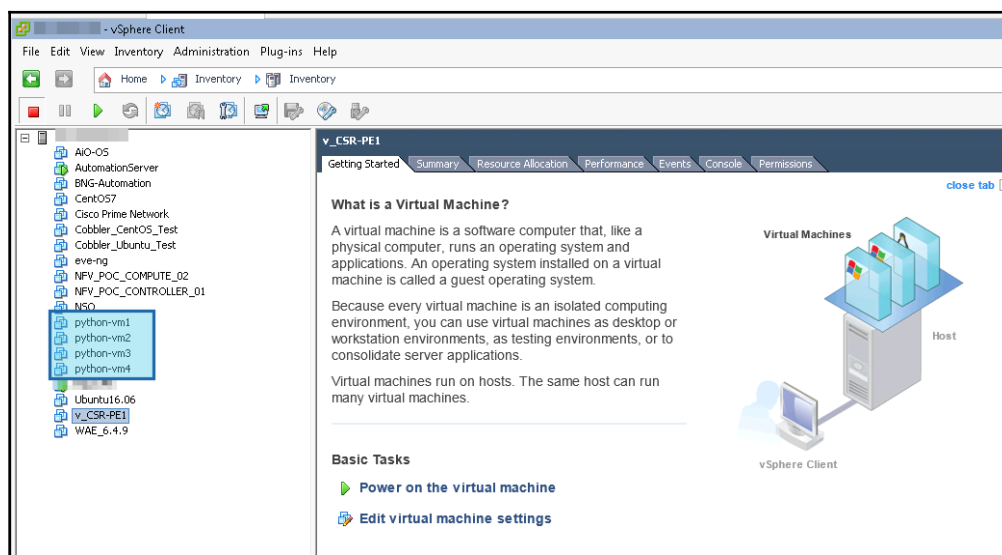 - vSphere Client
File Edit View Inventory Administration Plug-ins Help
Home Inventory Inventory
AiO-OS
AutomationServer
BNG-Automation
CentOS7
Cisco Prime Network
Cobbler_CentOS_Test
Cobbler_Ubuntu_Test
eve-ng
NFV_POC_COMPUTE_02
NFV_POC_CONTROLLER_01
NSO
python-vm1
python-vm2
python-vm3
python-vm4
Ubuntu16.06
v_CSR-PE1
WAE_6.4.9
v_CSR-PE1
Getting Started Summary Resource Allocation Performance Events Console Permissions
close tab
What is a Virtual Machine?
A virtual machine is a software computer that, like a
physical computer, runs an operating system and
applications. An operating system installed on a virtual
machine is called a guest operating system.
Because every virtual machine is an isolated computing
environment, you can use virtual machines as desktop or
workstation environments, as testing environments, or to
consolidate server applications.
Virtual machines run on hosts. The same host can run
many virtual machines.
Basic Tasks
Power on the virtual machine
Edit virtual machine settings
Virtual Machines
Host
vSphere Client